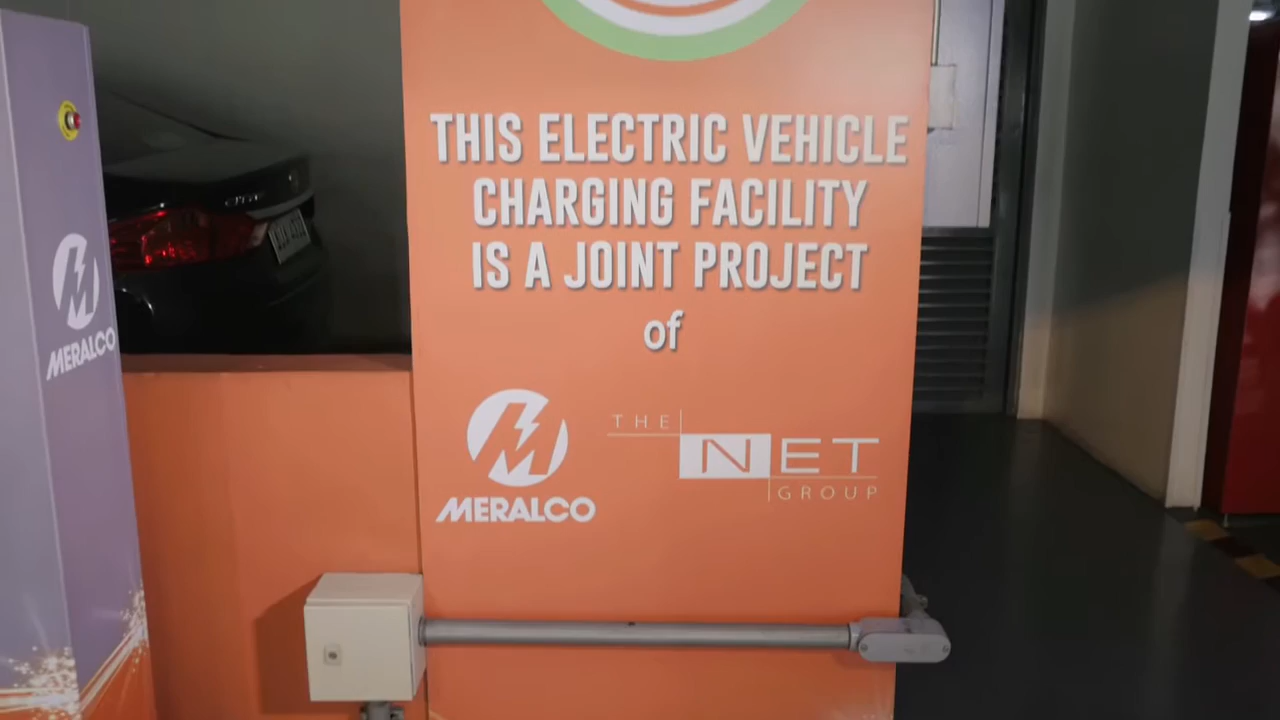 THIS ELECTRIC VEHICLE
CHARGING FACILITY
IS A JOINT PROJECT
of
MERALCO
THE
NET
GROUP
MERALCO